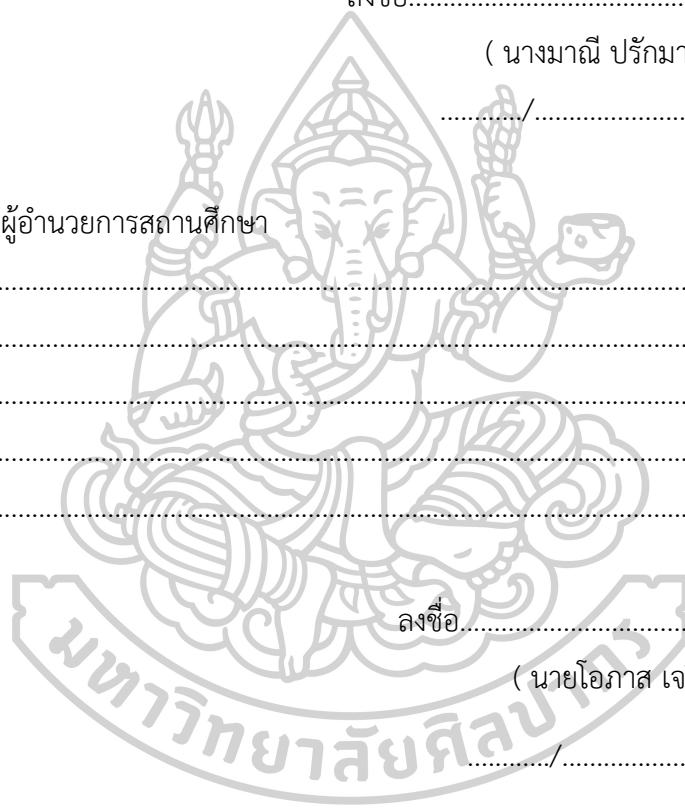 ลงชื่อ........................................
( นางมาณี ปรักมา
............/......................
ผู้อำนวยการสถานศึกษา
..........................................................................................
..........................................................................................
..........................................................................................
..........................................................................................
..........................................................................................
ลงชื่อ..................................
( นายโอภาส เจ
............/...................
มหาวิทยาลัยศิลปากร